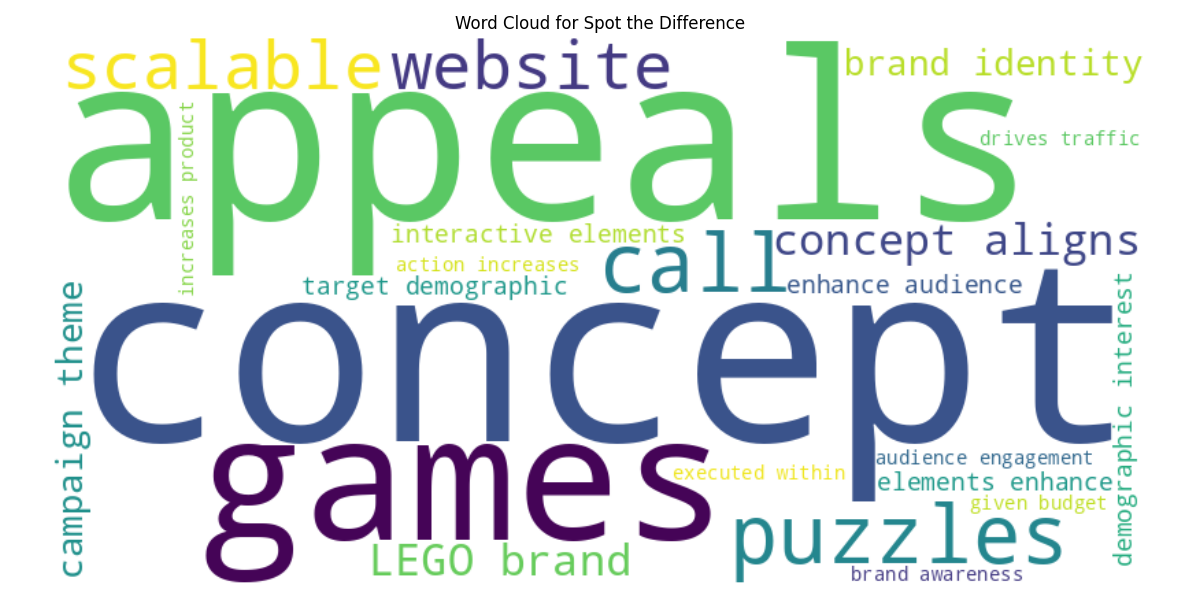 Word Cloud for Spot the Difference
scalable
website
brand identity
appeals
drives traffic
increases product
interactive elements
call
concept aligns
action increases
target demographic
enhance audience
concept
campaign theme
demographic interest
games
executed within
audience engagement
elements enhance
given budget
puzzles
LEGO brand
brand awareness